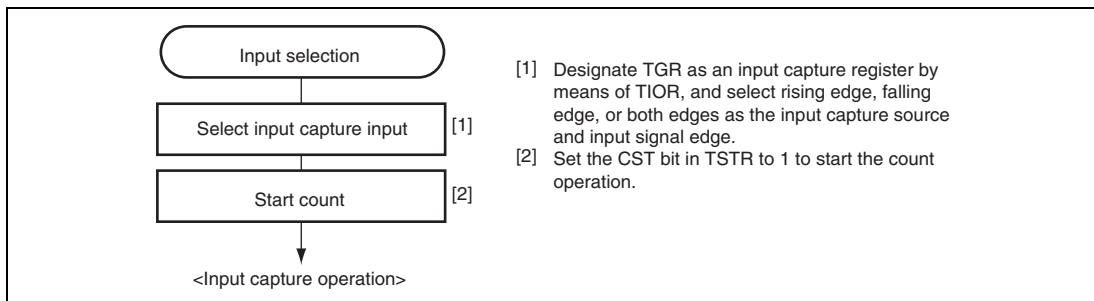 Input selection
Select input capture input
[1]
Start count
[2]
<Input capture operation>
[1] Designate TGR as an input capture register by
means of TIOR, and select rising edge, falling
edge, or both edges as the input capture source
and input signal edge.
[2] Set the CST bit in TSTR to 1 to start the count
operation.